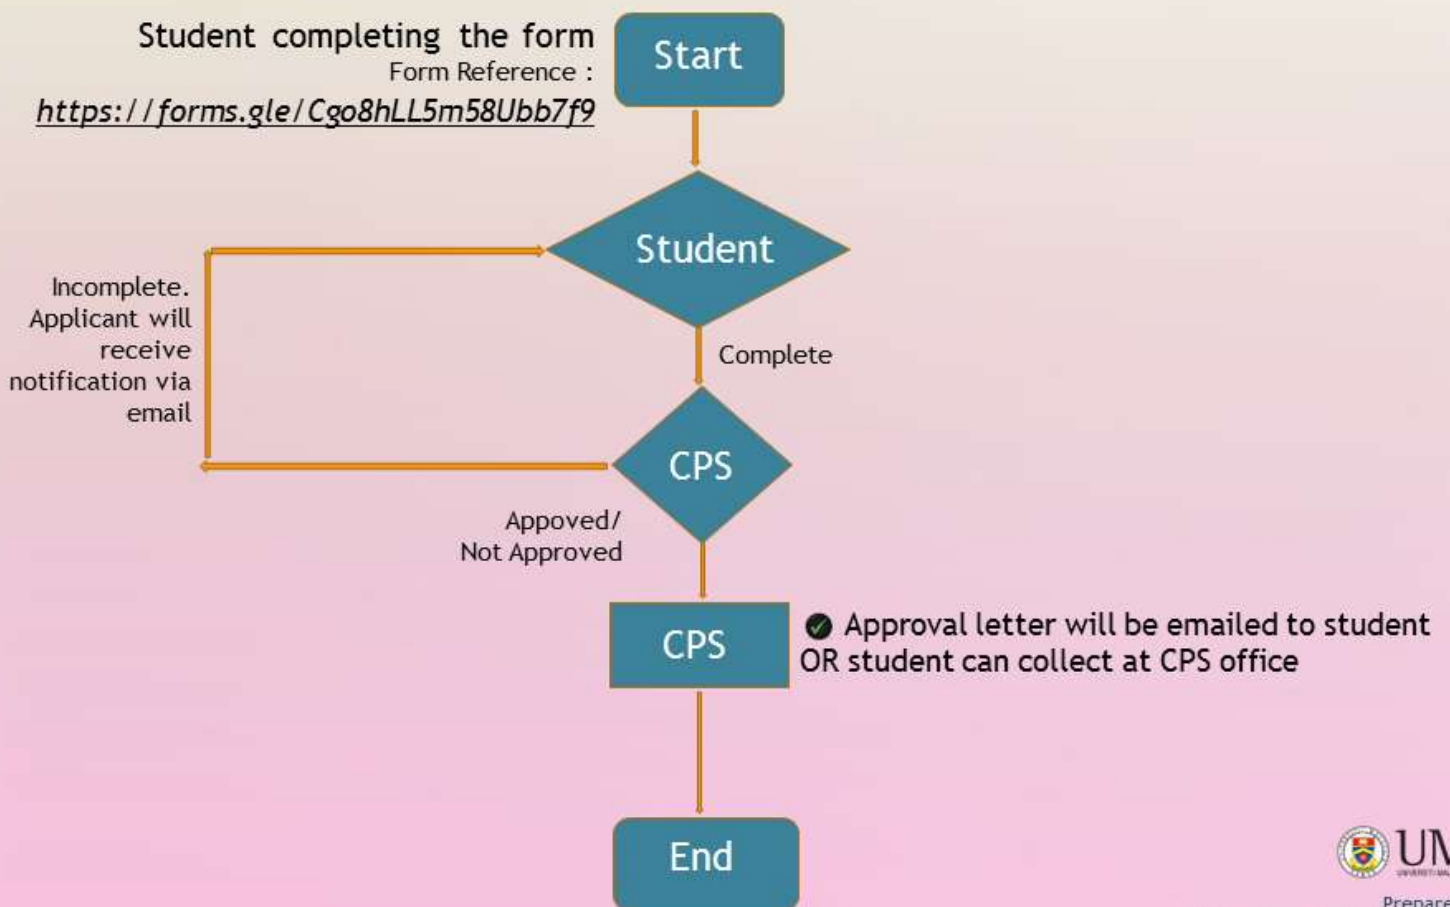 Student completing the form
Form Reference :
https://forms.gle/Cgo8hLL5m58Ubb7f9
Start
Student
Incomplete.
Applicant will
receive
notification via
email
Complete
CPS
Appoved/
Not Approved
CPS
Approval letter will be emailed to student
OR student can collect at CPS office
End